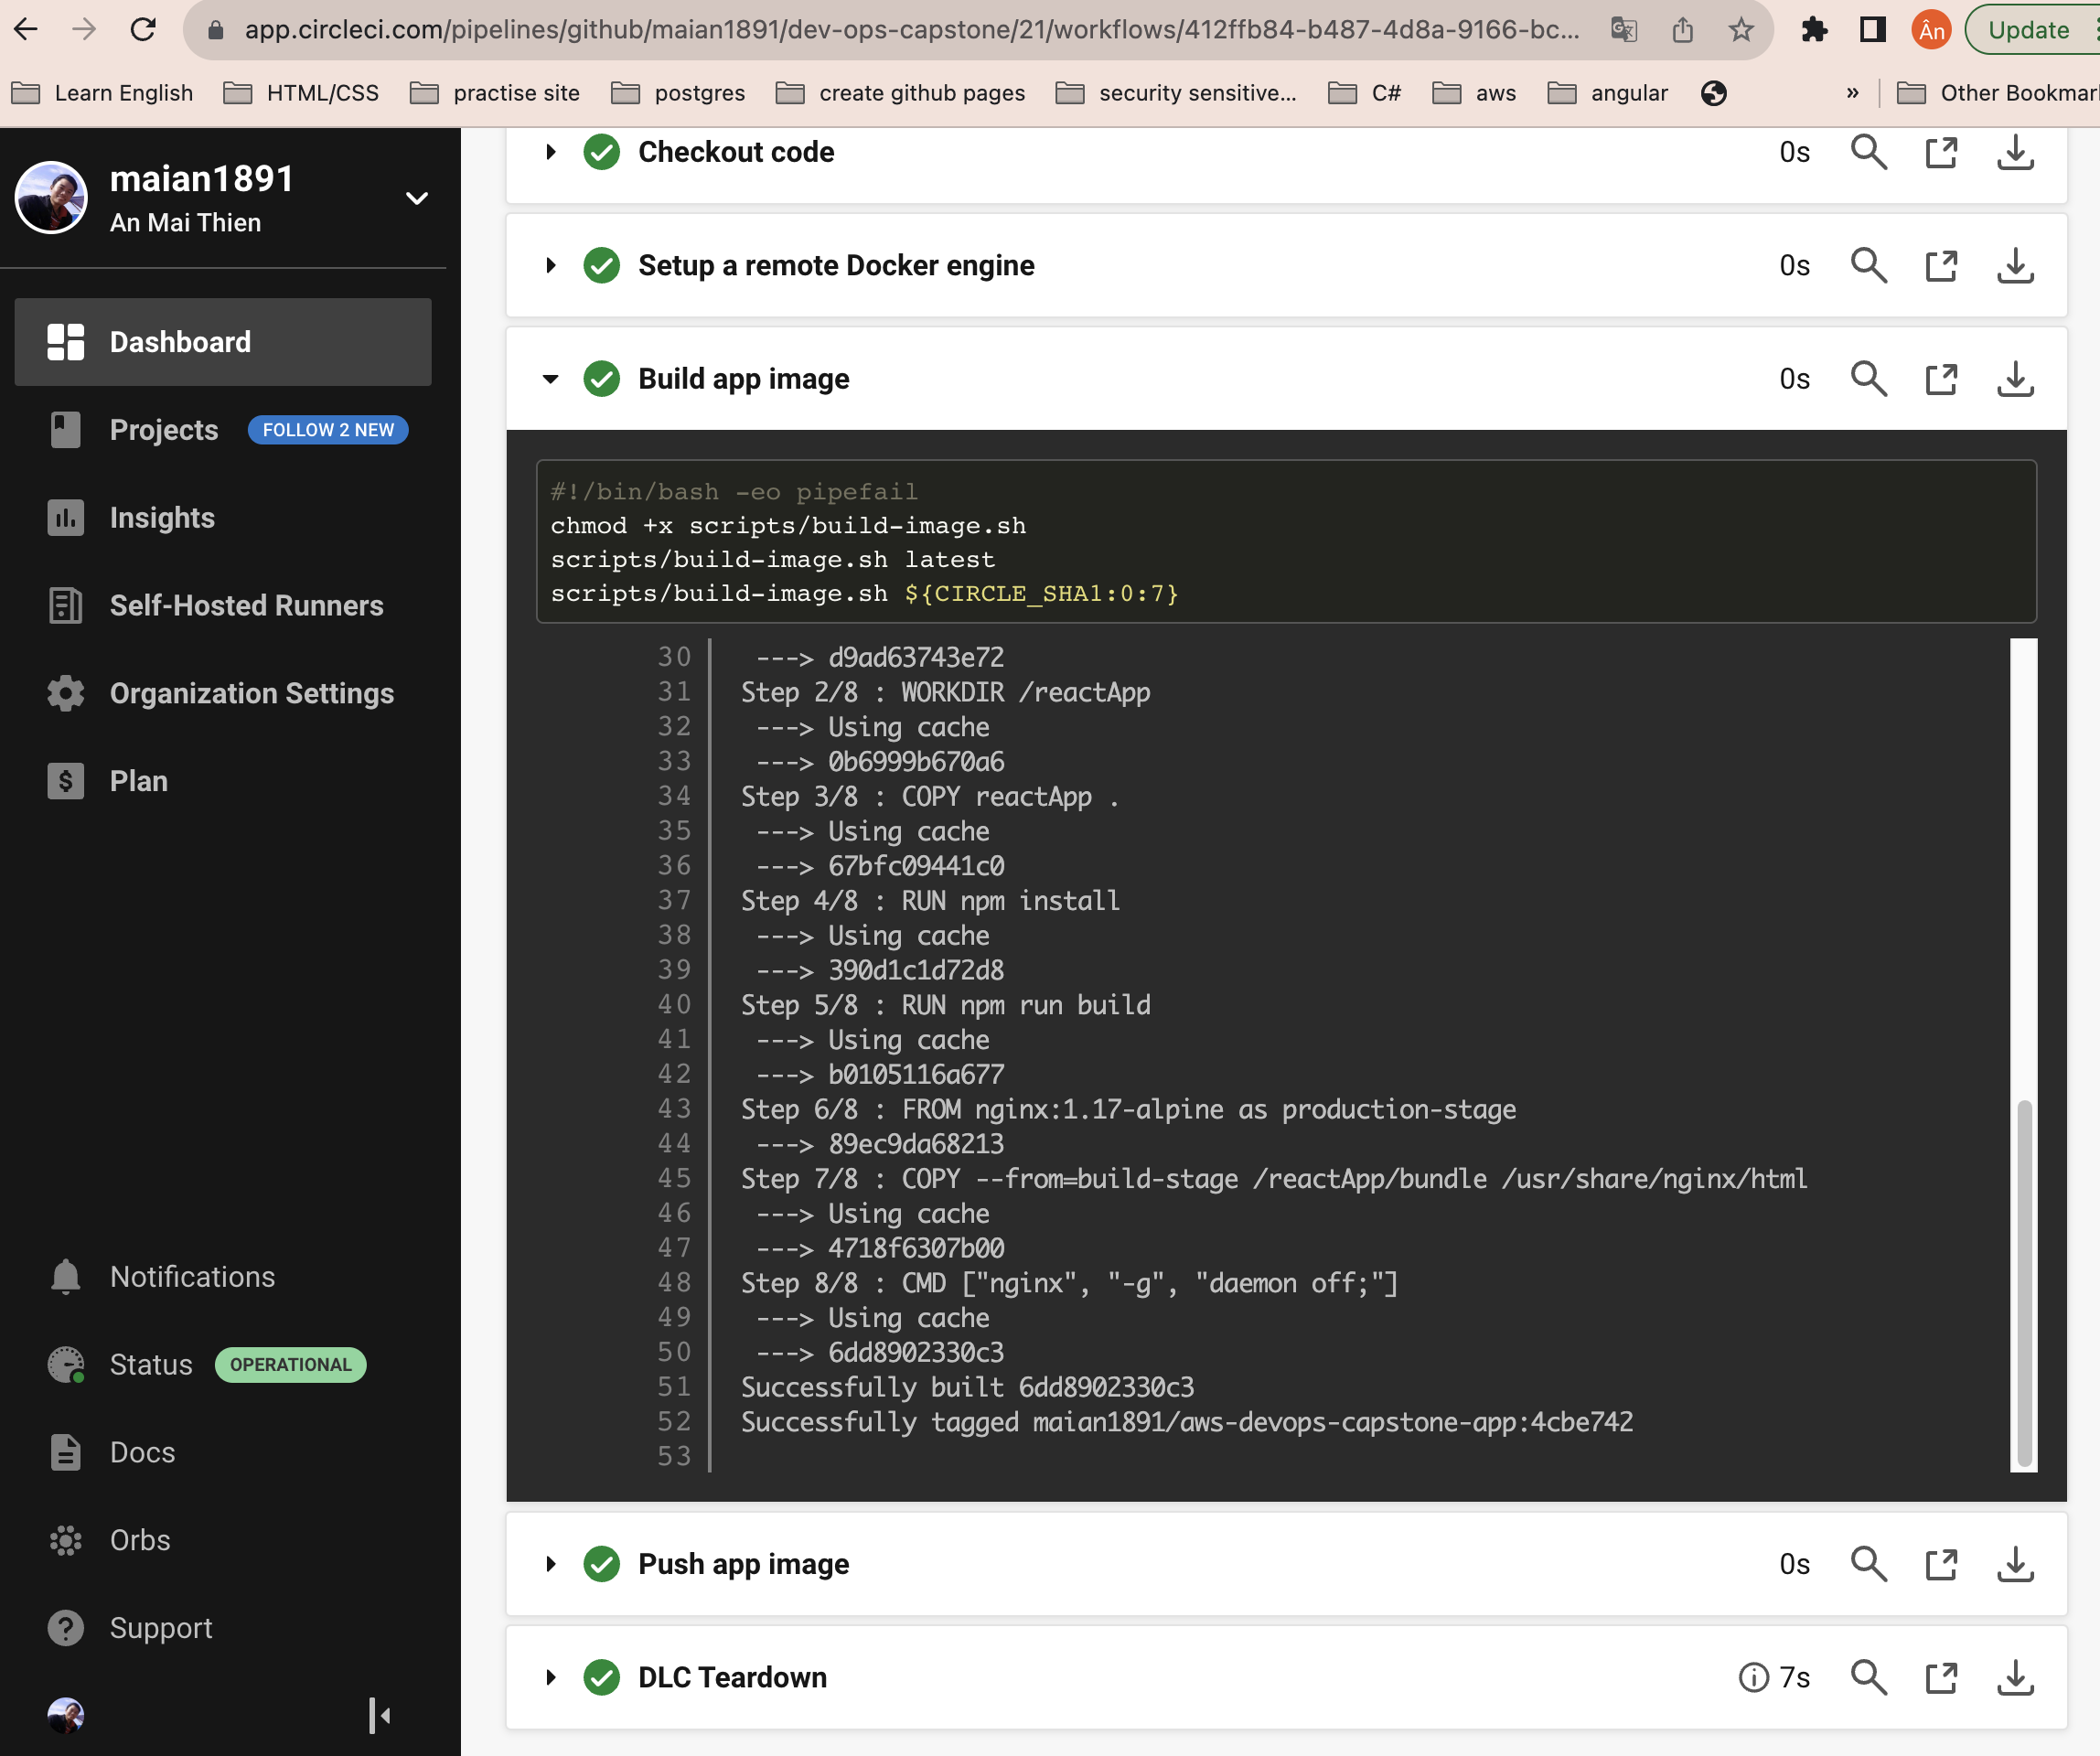 app.circleci.com/pipelines/github/maian1891/dev-ops-capstone/21/workflows/412ffb84-b487-4d8a-9166-bc...
Ân
Update
Learn English
HTML/CSS
practise site
postgres
create github pages
security sensitive...
C#
aws
angular
»
Other Bookmar
maian1891
An Mai Thien
Dashboard
Projects FOLLOW 2 NEW
Insights
Self-Hosted Runners
Organization Settings
Plan
Notifications
Status OPERATIONAL
Docs
Orbs
Support
Checkout code 0s
Setup a remote Docker engine 0s
Build app image 0s
#!/bin/bash -eo pipefail
chmod +x scripts/build-image.sh
scripts/build-image.sh latest
scripts/build-image.sh ${CIRCLE_SHA1:0:7}
30 ---> d9ad63743e72
31 Step 2/8 : WORKDIR /reactApp
32 ---> Using cache
33 ---> 0b6999b670a6
34 Step 3/8 : COPY reactApp .
35 ---> Using cache
36 ---> 67bfc09441c0
37 Step 4/8 : RUN npm install
38 ---> Using cache
39 ---> 390d1c1d72d8
40 Step 5/8 : RUN npm run build
41 ---> Using cache
42 ---> b0105116a677
43 Step 6/8 : FROM nginx:1.17-alpine as production-stage
44 ---> 89ec9da68213
45 Step 7/8 : COPY --from=build-stage /reactApp/bundle /usr/share/nginx/html
46 ---> Using cache
47 ---> 4718f6307b00
48 Step 8/8 : CMD ["nginx", "-g", "daemon off;"]
49 ---> Using cache
50 ---> 6dd8902330c3
51 Successfully built 6dd8902330c3
52 Successfully tagged maian1891/aws-devops-capstone-app:4cbe742
53
Push app image 0s
DLC Teardown 7s